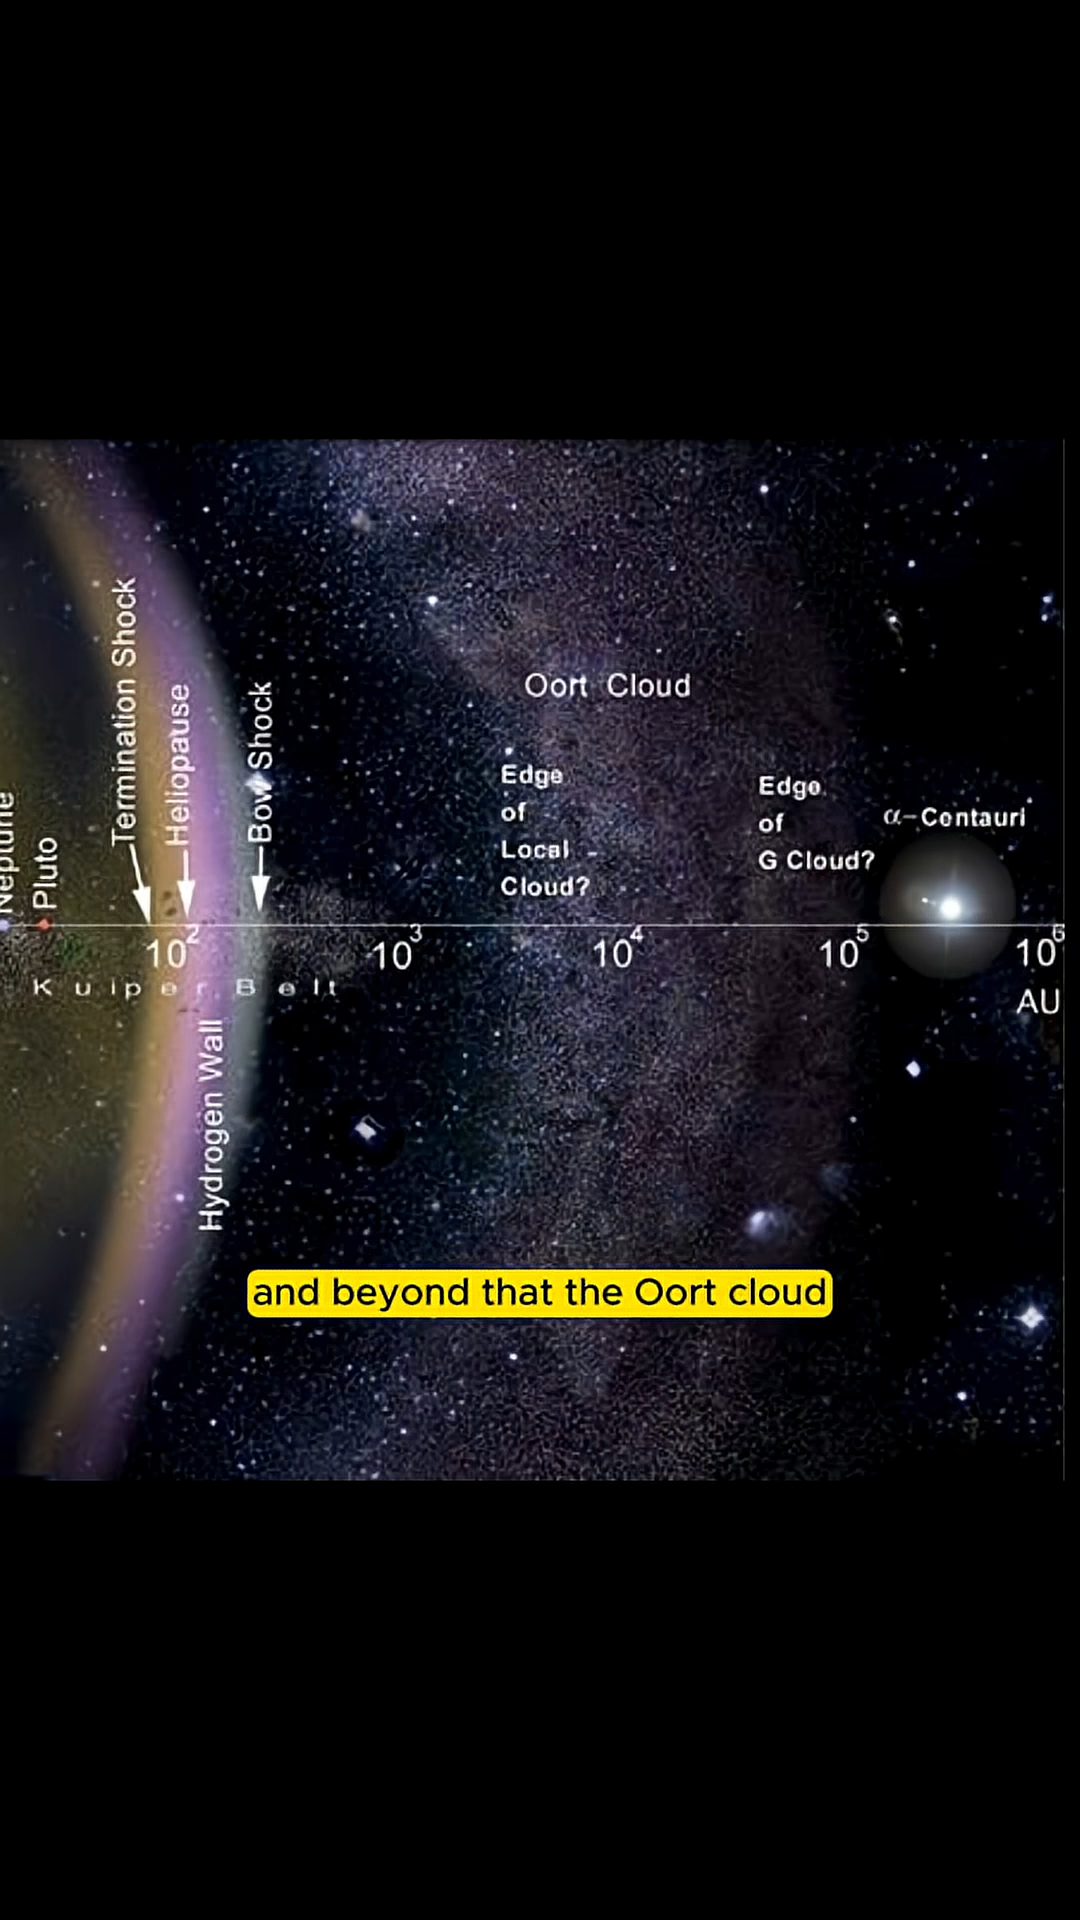 Termination Shock
Heliopause
Bow Shock
Neptune
Pluto
Oort Cloud
Edge
of
Local
Cloud?
Edge
of
G Cloud?
α-Centauri
10² 10³ 10⁴ 10⁵ 10⁶
AU
Kuiper Belt
Hydrogen Wall
and beyond that the Oort cloud